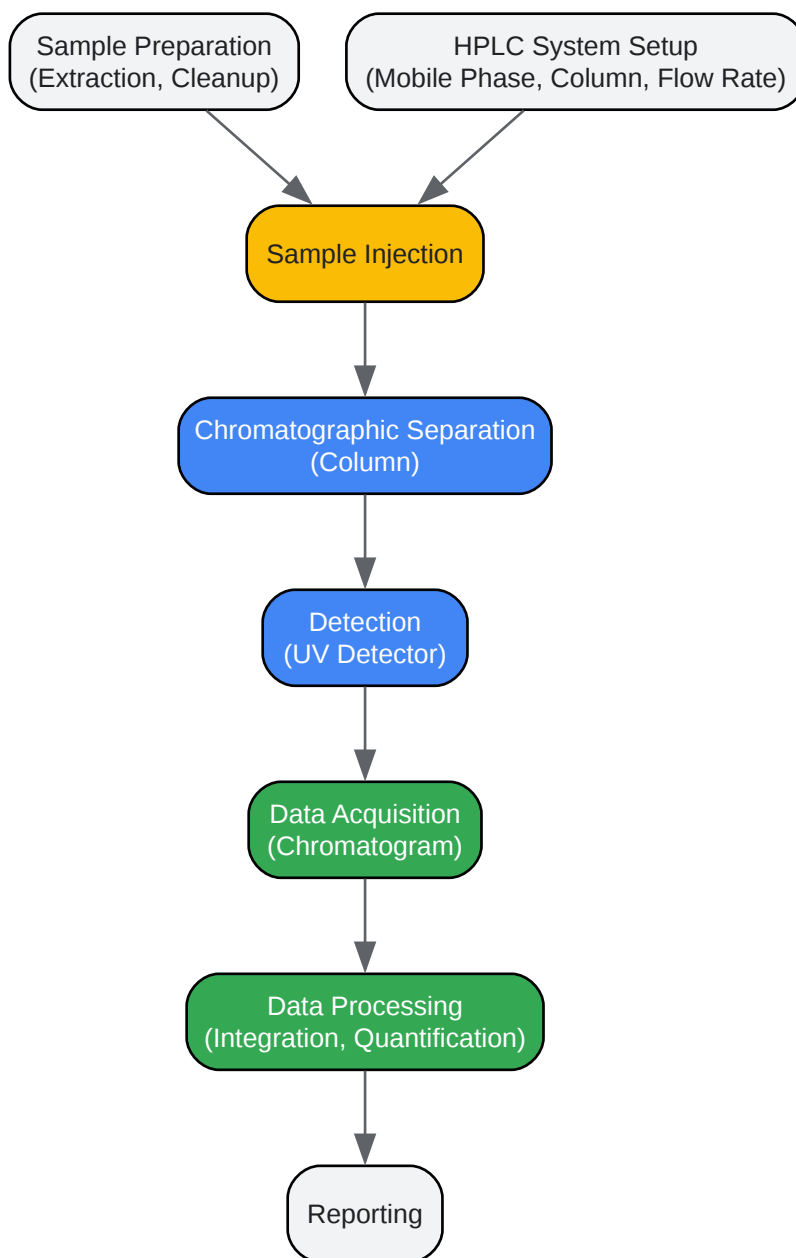 Sample Preparation
(Extraction, Cleanup)
HPLC System Setup
(Mobile Phase, Column, Flow Rate)
Sample Injection
Chromatographic Separation
(Column)
Detection
(UV Detector)
Data Acquisition
(Chromatogram)
Data Processing
(Integration, Quantification)
Reporting